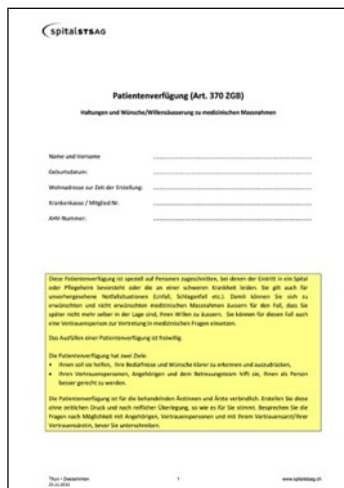 spitalSTSAG
Patientenverfügung (Art. 370 ZGB)
Haltungen und Wünsche/Willensäusserung zu medizinischen Massnahmen
Name und Vorname
Geburtsdatum:
Wohnadresse zur Zeit der Erstellung:
Krankenkasse / Mitglied Nr.
AHV-Nummer:
Diese Patientenverfügung ist speziell auf Personen zugeschnitten, bei denen der Eintritt in ein Spital
oder Pflegeheim bevorsteht oder die an einer schweren Krankheit leiden. Sie gilt auch für
unvorhergesehene Notfallsituationen (Unfall, Schlaganfall etc.). Damit können Sie sich zu
erwünschten und nicht erwünschten medizinischen Massnahmen äussern für den Fall, dass Sie
später nicht mehr selber in der Lage sind, Ihren Willen zu äussern. Sie können für diesen Fall auch
eine Vertrauensperson zur Vertretung in medizinischen Fragen einsetzen.
Das Ausfüllen einer Patientenverfügung ist freiwillig.
Die Patientenverfügung hat zwei Ziele:
• Ihnen soll sie helfen, Ihre Bedürfnisse und Wünsche klarer zu erkennen und auszudrücken,
• Ihren Vertrauenspersonen, Angehörigen und dem Betreuungsteam hilft sie, Ihnen als Person
besser gerecht zu werden.
Die Patientenverfügung ist für die behandelnden Ärztinnen und Ärzte verbindlich. Erstellen Sie diese
ohne zeitlichen Druck und nach reiflicher Überlegung, so wie es für Sie stimmt. Besprechen Sie die
Fragen nach Möglichkeit mit Angehörigen, Vertrauenspersonen und mit Ihrem Vertrauensarzt/Ihrer
Vertrauensärztin, bevor Sie unterschreiben.
Thun • Zweisimmen 1 www.spitalstsag.ch